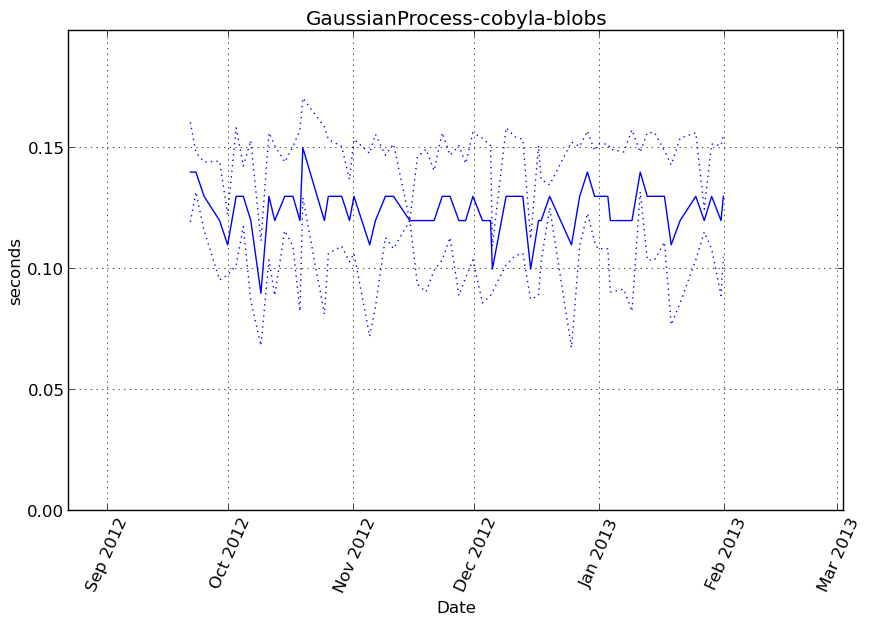 GaussianProcess-cobyla-blobs
0.15
0.10
0.05
0.00
seconds
Sep 2012
Oct 2012
Nov 2012
Dec 2012
Jan 2013
Feb 2013
Mar 2013
Date